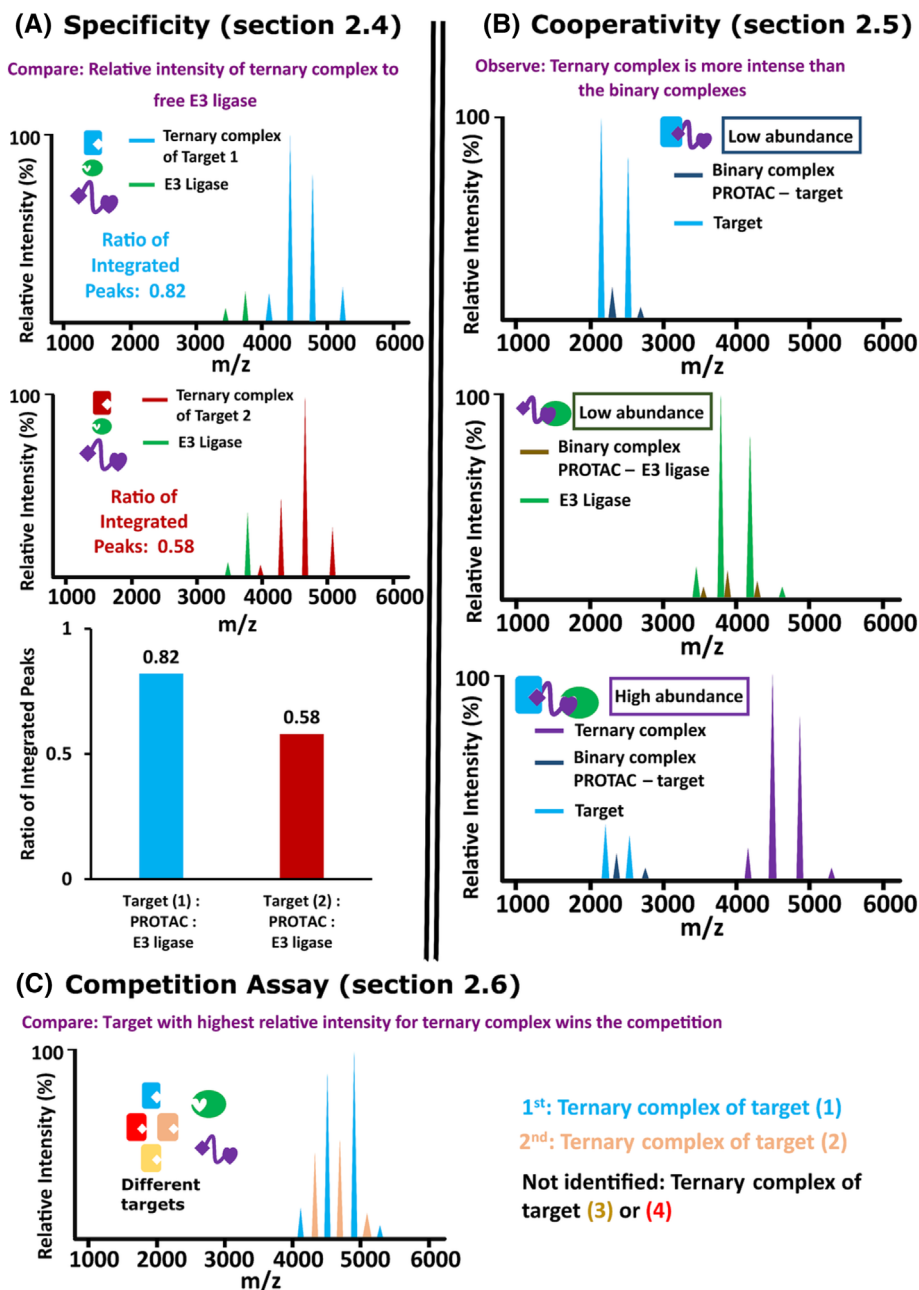 (A) Specificity (section 2.4)
Compare: Relative intensity of ternary complex to
free E3 ligase
100
Relative Intensity (%)
Ternary complex
of Target 1
E3 Ligase
Ratio of
Integrated
Peaks: 0.82
1000 2000 3000 4000 5000 6000
m/z
100
Relative Intensity (%)
Ternary complex
of Target 2
E3 Ligase
Ratio of
Integrated
Peaks: 0.58
1000 2000 3000 4000 5000 6000
m/z
Ratio of Integrated Peaks
1
0.5
0
0.82
0.58
Target (1) :
PROTAC :
E3 ligase
Target (2) :
PROTAC :
E3 ligase
(B) Cooperativity (section 2.5)
Observe: Ternary complex is more intense than
the binary complexes
100
Relative Intensity (%)
Low abundance
Binary complex
PROTAC – target
Target
1000 2000 3000 4000 5000 6000
m/z
100
Relative Intensity (%)
Low abundance
Binary complex
PROTAC – E3 ligase
E3 Ligase
1000 2000 3000 4000 5000 6000
m/z
100
Relative Intensity (%)
High abundance
Ternary complex
Binary complex
PROTAC – target
Target
1000 2000 3000 4000 5000 6000
m/z
(C) Competition Assay (section 2.6)
Compare: Target with highest relative intensity for ternary complex wins the competition
100
Relative Intensity (%)
Different
targets
1000 2000 3000 4000 5000 6000
m/z
1st: Ternary complex of target (1)
2nd: Ternary complex of target (2)
Not identified: Ternary complex of
target (3) or (4)